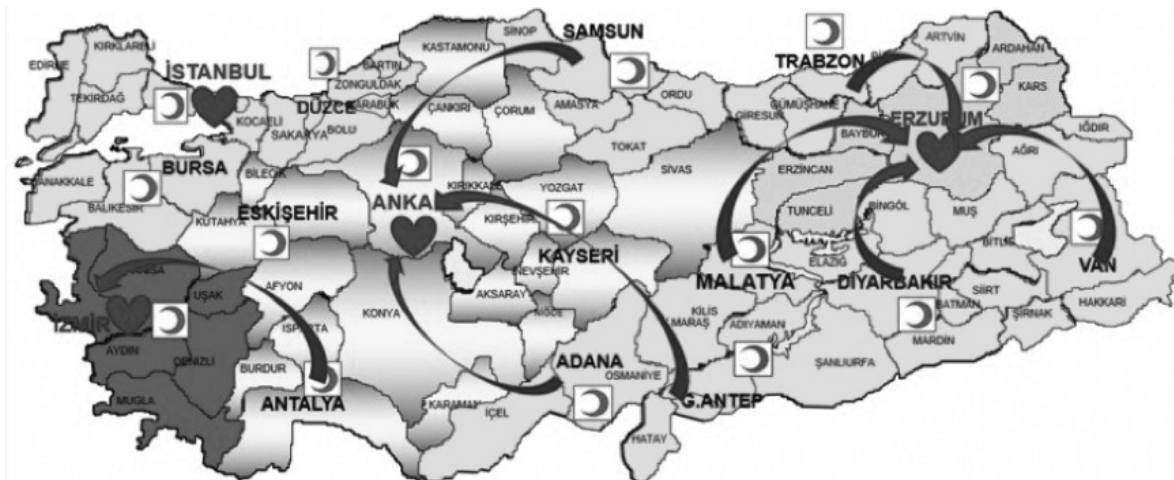 SİNOP
SAMSUN
KASTAMONU
ARTVİN
KIRKLARELİ
TRABZON
ARDAHAN
EDİRNE
İSTANBUL
BARTIN
ZONGULDAK
TEKİRDAĞ
KARS
ORDU
DÜZCE
KARABÜK
ÇANKIRI
ÇORUM
AMASYA
GÜMÜŞHANE
GİRESUN
KOCAELİ
SAKARYA
BOLU
ERZURUM
BAYBURT
IĞDIR
TOKAT
AĞRI
BURSA
BİLECİK
SİVAS
ERZİNCAN
ÇANAKKALE
KIRIKKALE
YOZGAT
BALIKESİR
ANKA
KÜTAHYA
ESKİŞEHİR
KIRŞEHİR
TUNCELİ
BİNGÖL
MUŞ
BİTLİS
KAYSERİ
ELAZIĞ
VAN
MALATYA
DİYARBAKIR
NEVŞEHİR
UŞAK
AFYON
AKSARAY
SİİRT
HAKKARİ
KONYA
KİLİS
BATMAN
NİĞDE
ŞIRNAK
İZMİR
ISPARTA
MARAŞ
ADIYAMAN
MARDİN
AYDIN
DENİZLİ
ADANA
ŞANLIURFA
BURDUR
OSMANİYE
MUGLA
ANTALYA
KARAMAN
İÇEL
G.ANTEP
HATAY